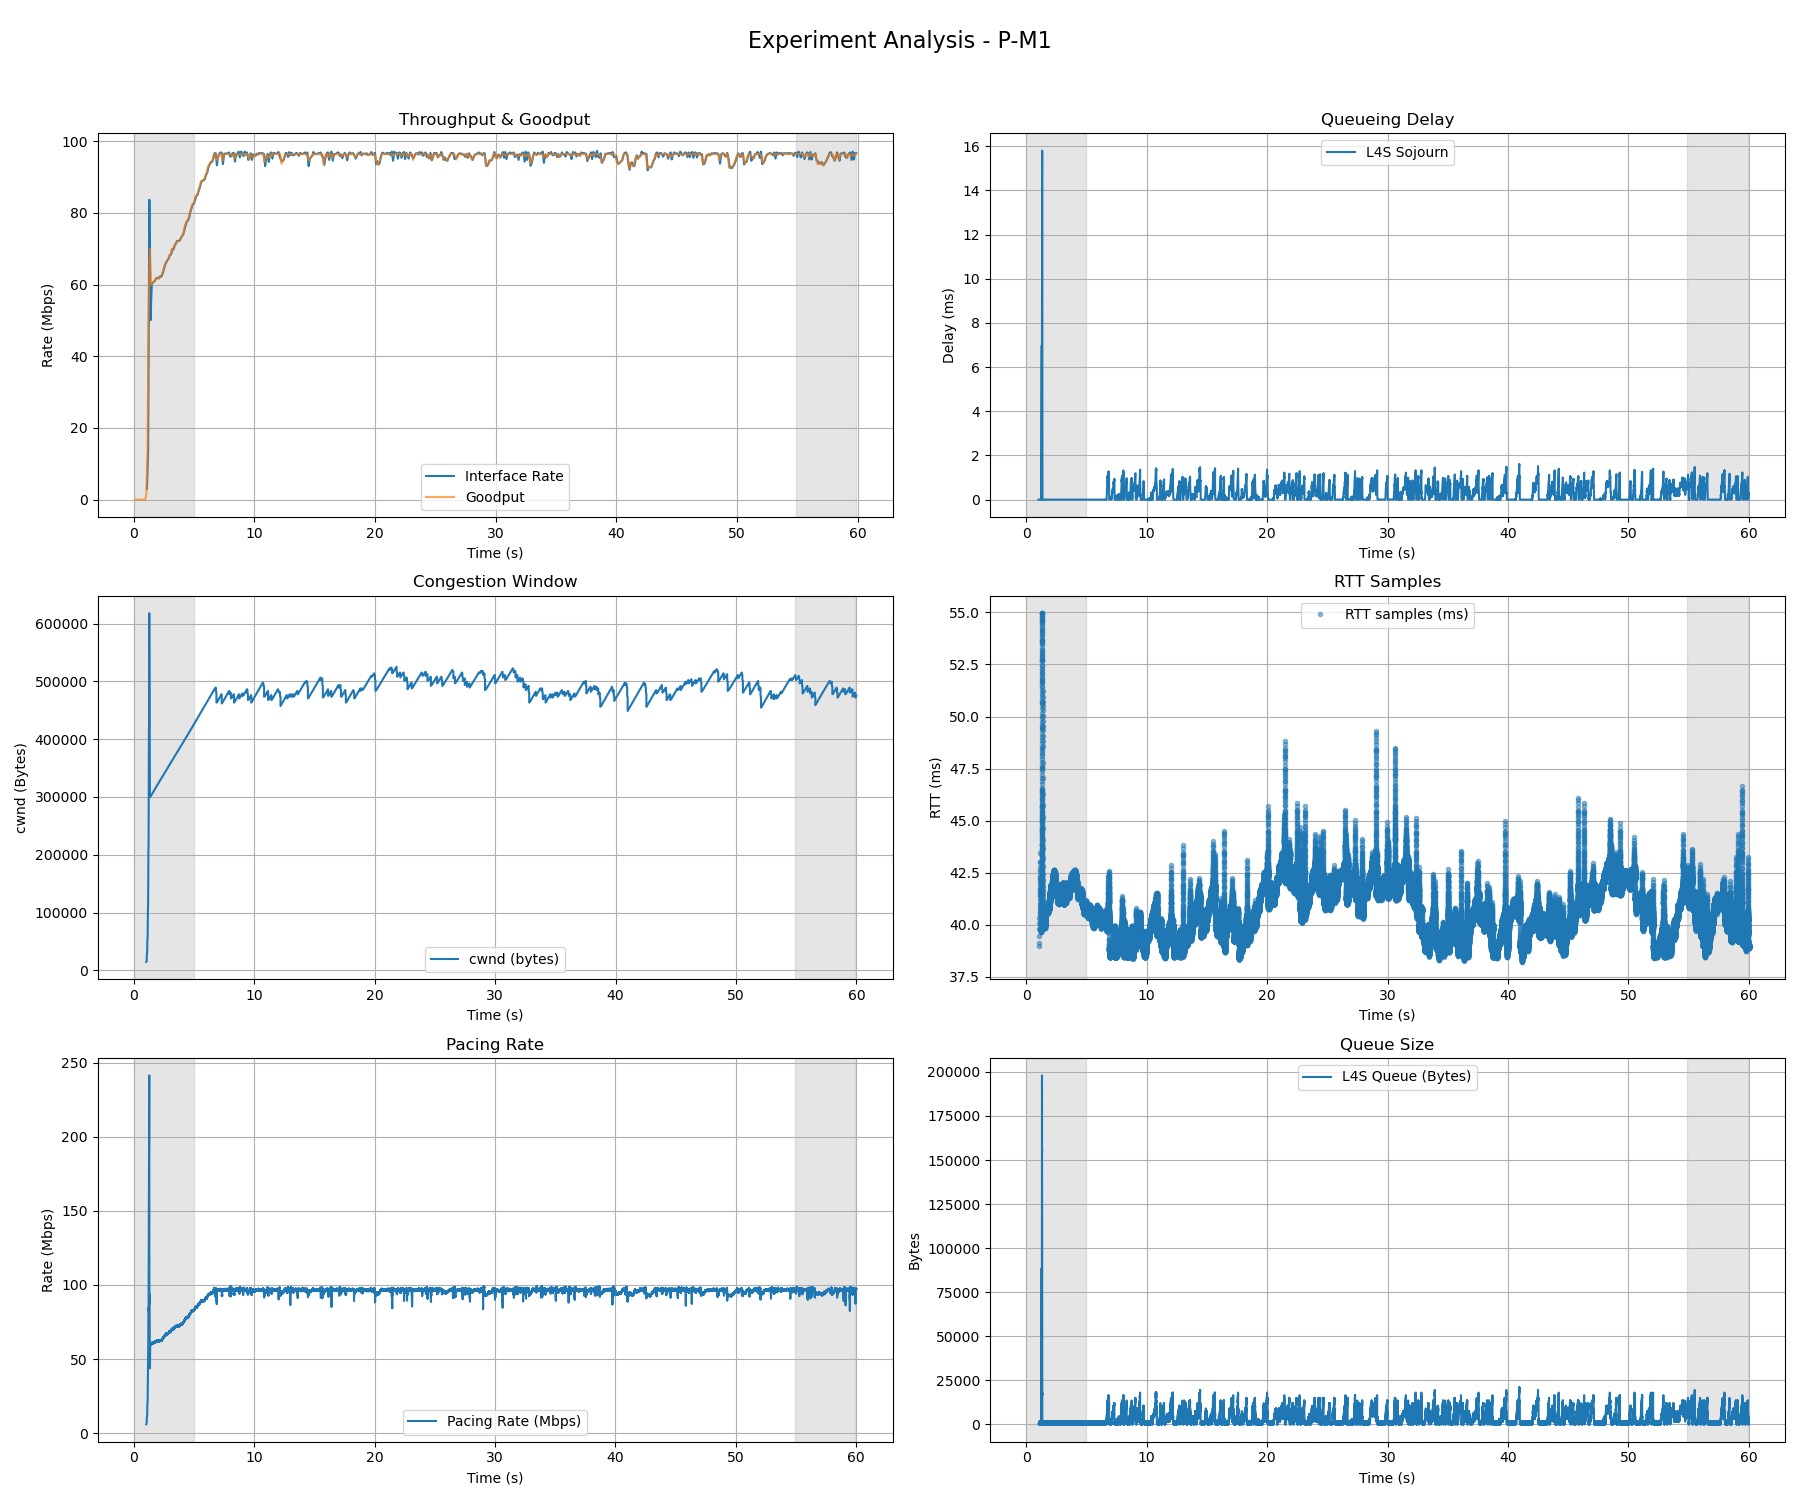 Experiment Analysis - P-M1
Throughput & Goodput
100
80
60
40
20
0
Rate (Mbps)
Interface Rate
Goodput
0 10 20 30 40 50 60
Time (s)
Queueing Delay
16
14
12
10
8
6
4
2
0
Delay (ms)
L4S Sojourn
0 10 20 30 40 50 60
Time (s)
Congestion Window
600000
500000
400000
300000
200000
100000
0
cwnd (Bytes)
cwnd (bytes)
0 10 20 30 40 50 60
Time (s)
RTT Samples
55.0
52.5
50.0
47.5
45.0
42.5
40.0
37.5
RTT (ms)
RTT samples (ms)
0 10 20 30 40 50 60
Time (s)
Pacing Rate
250
200
150
100
50
0
Rate (Mbps)
Pacing Rate (Mbps)
0 10 20 30 40 50 60
Time (s)
Queue Size
200000
175000
150000
125000
100000
75000
50000
25000
0
Bytes
L4S Queue (Bytes)
0 10 20 30 40 50 60
Time (s)